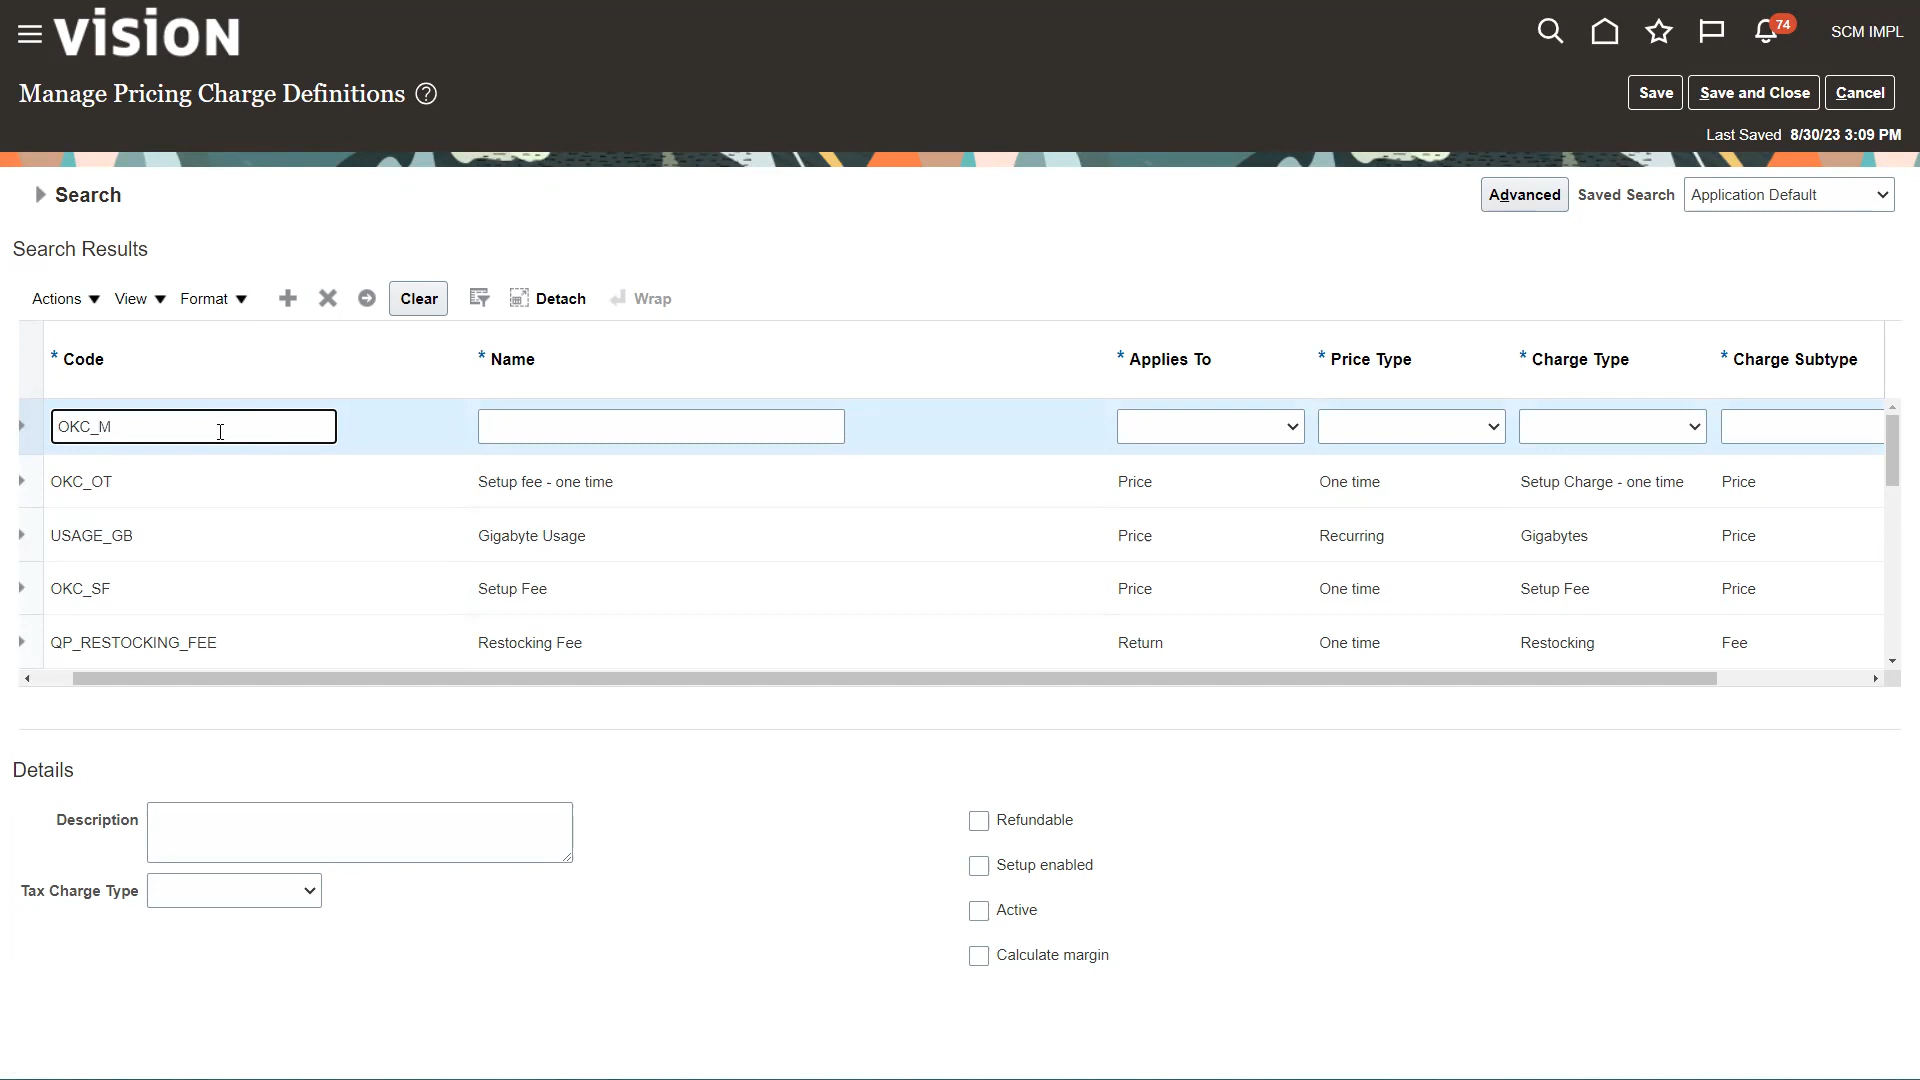 vision
74
SCM IMPL
Manage Pricing Charge Definitions ?
Save
Save and Close
Cancel
Last Saved 8/30/23 3:09 PM
Search
Advanced
Saved Search
Application Default
Search Results
Actions
View
Format
Clear
Detach
Wrap
* Code
* Name
* Applies To
* Price Type
* Charge Type
* Charge Subtype
OKC_M
OKC_OT
Setup fee - one time
Price
One time
Setup Charge - one time
Price
USAGE_GB
Gigabyte Usage
Price
Recurring
Gigabytes
Price
OKC_SF
Setup Fee
Price
One time
Setup Fee
Price
QP_RESTOCKING_FEE
Restocking Fee
Return
One time
Restocking
Fee
Details
Description
Refundable
Setup enabled
Tax Charge Type
Active
Calculate margin